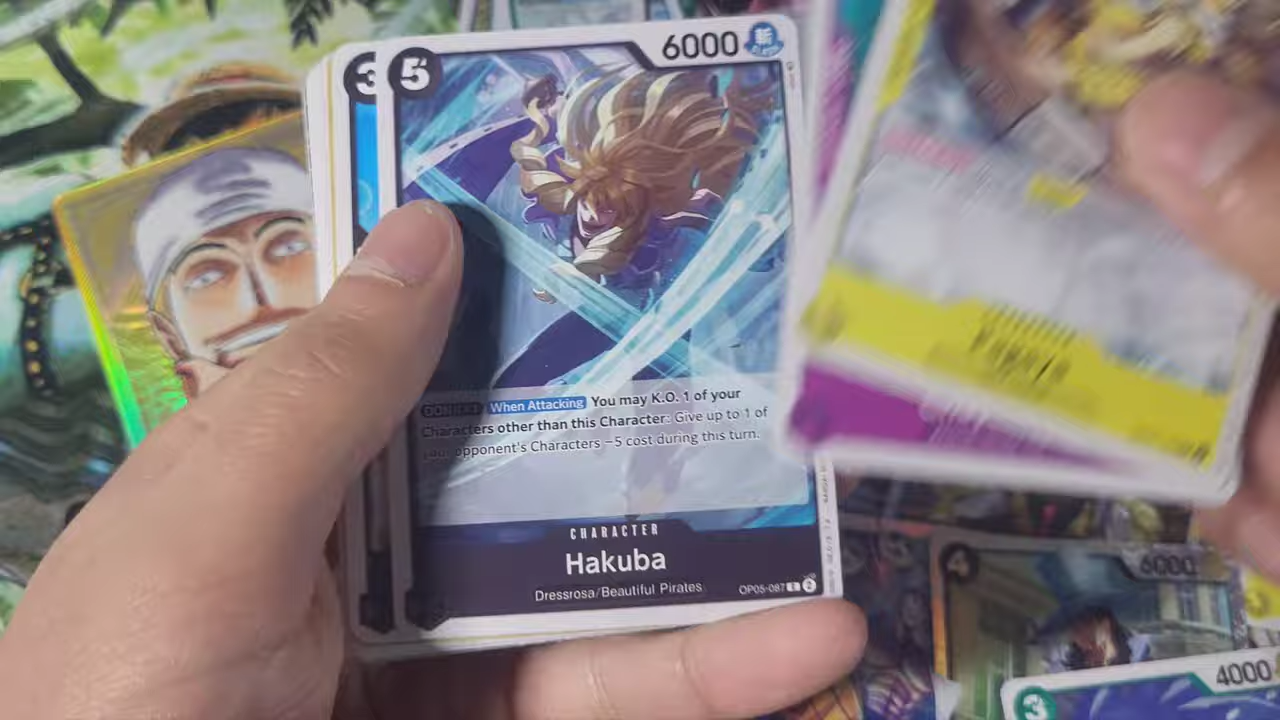 3
5
6000
When Attacking You may K.O. 1 of your
Characters other than this Character: Give up to 1 of
your opponent's Characters −5 cost during this turn.
CHARACTER
Hakuba
Dressrosa/Beautiful Pirates
OP05-087
4
6000
3
4000